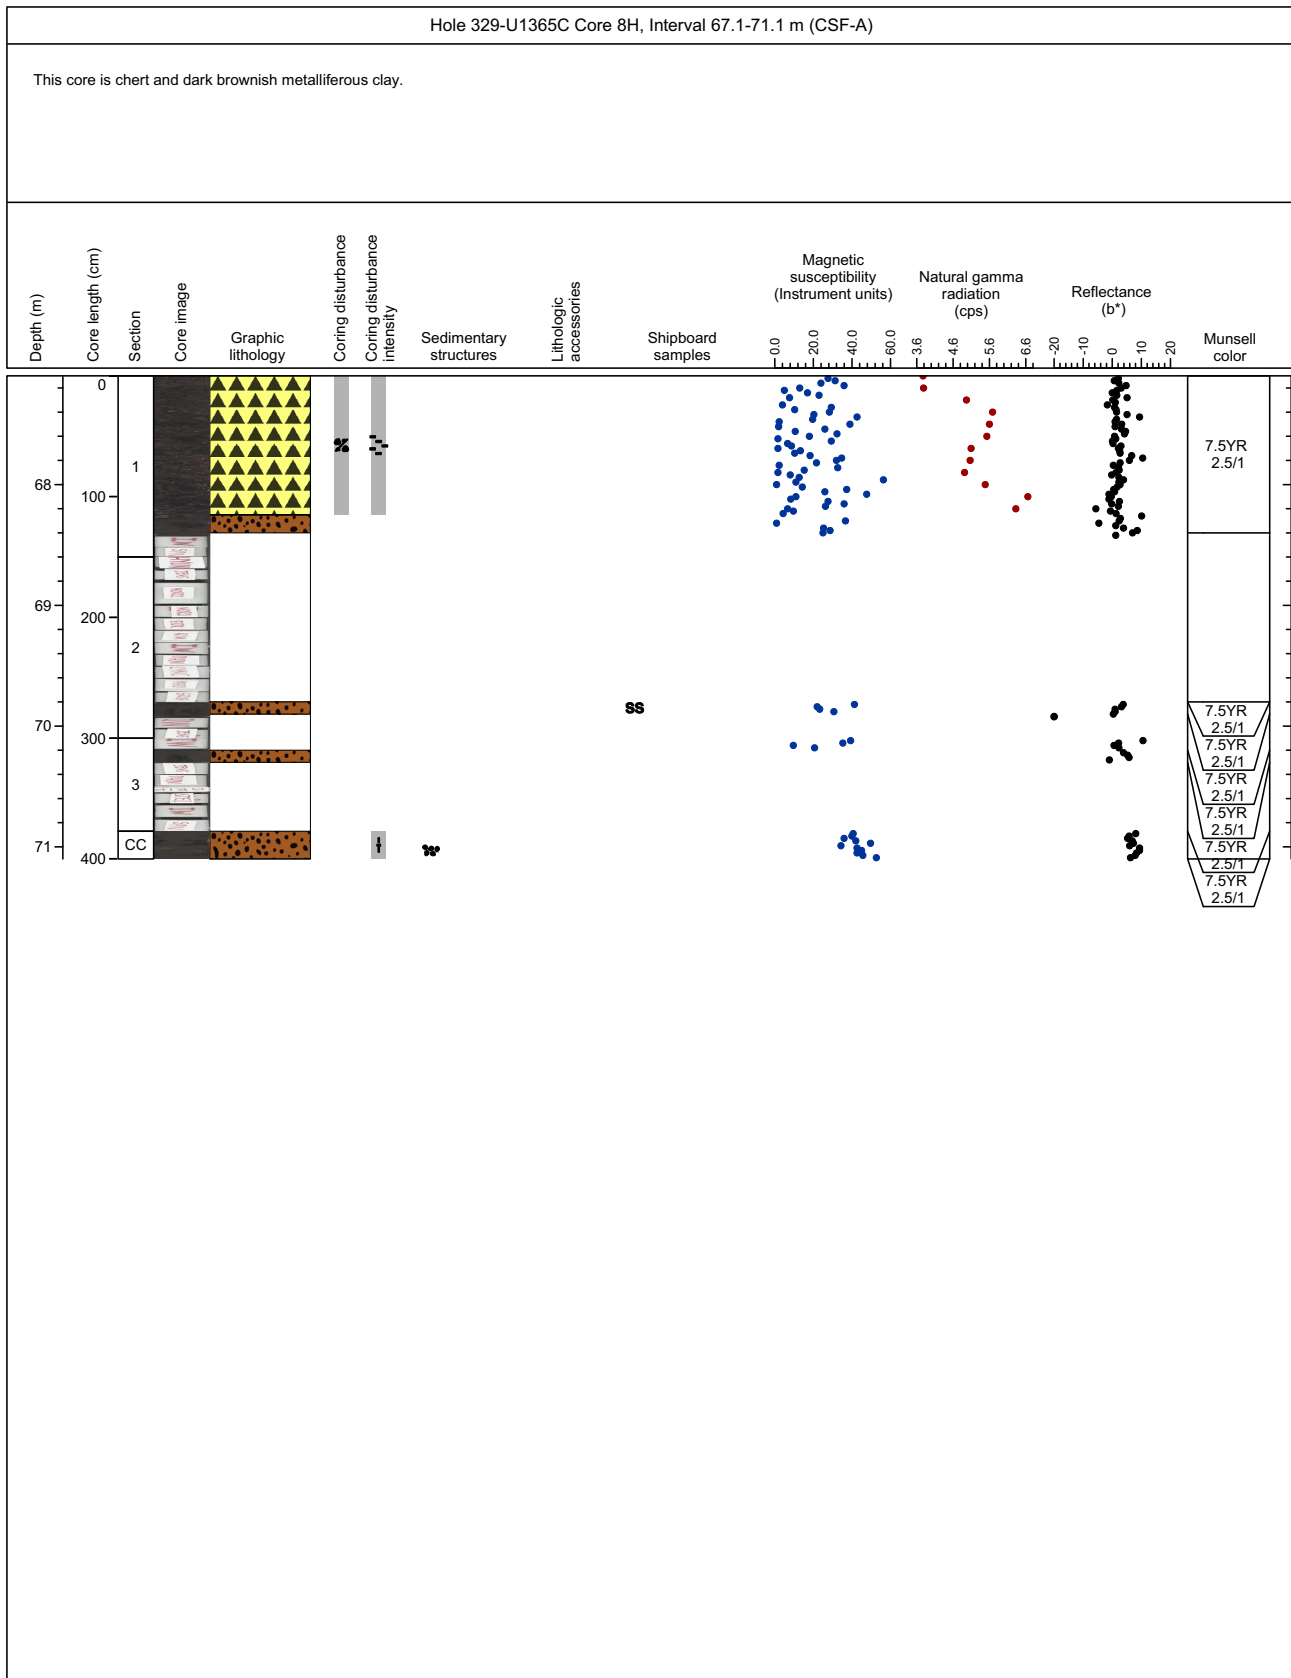 Hole 329-U1365C Core 8H, Interval 67.1-71.1 m (CSF-A)
This core is chert and dark brownish metalliferous clay.
Depth (m)
Core length (cm)
Section
Core image
Graphic
lithology
Coring disturbance
Coring disturbance
intensity
Sedimentary
structures
Lithologic
accessories
Shipboard
samples
Magnetic
susceptibility
(Instrument units)
0.0
20.0
40.0
60.0
Natural gamma
radiation
(cps)
3.6
4.6
5.6
6.6
Reflectance
(b*)
-20
-10
0
10
20
Munsell
color
0
1
7.5YR
2.5/1
68
100
69
200
2
SS
70
300
7.5YR
2.5/1
7.5YR
2.5/1
3
7.5YR
2.5/1
7.5YR
2.5/1
71
CC
400
7.5YR
2.5/1
7.5YR
2.5/1